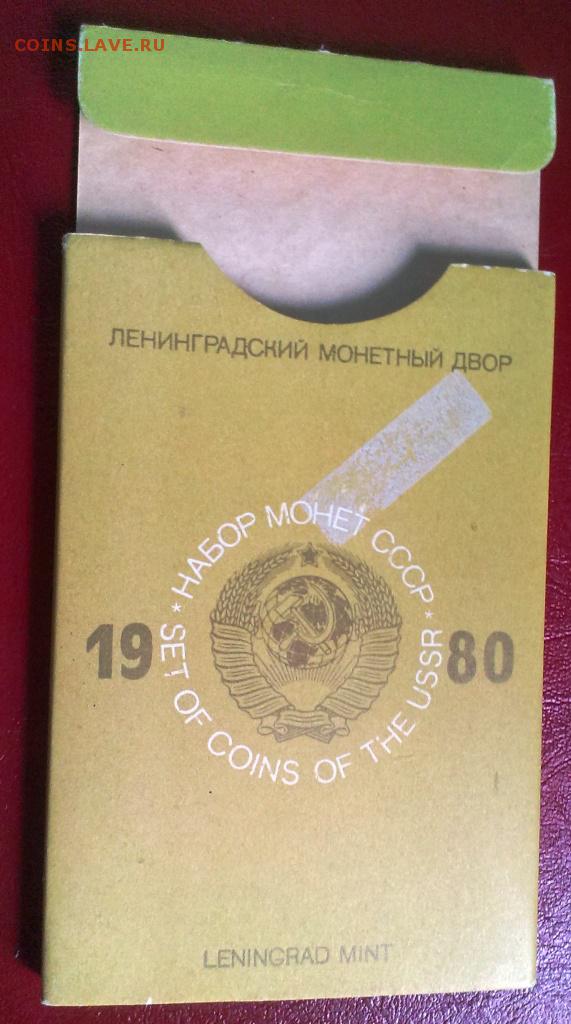 COINS.LAVE.RU
ЛЕНИНГРАДСКИЙ МОНЕТНЫЙ ДВОР
* НАБОР МОНЕТ СССР *
19 80
SET OF COINS OF THE USSR
LENINGRAD MINT